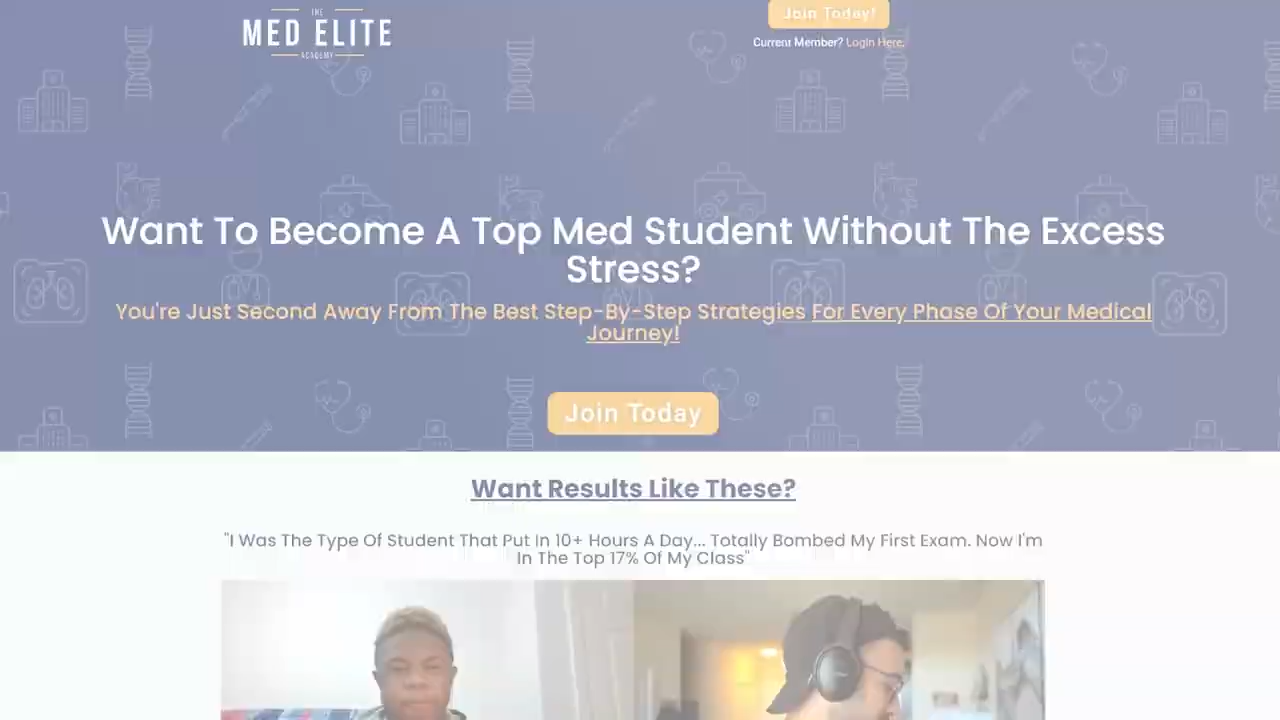 THE
MED ELITE
ACADEMY
Join Today!
Current Member? Login Here.
Want To Become A Top Med Student Without The Excess
Stress?
You're Just Second Away From The Best Step-By-Step Strategies For Every Phase Of Your Medical
Journey!
Join Today
Want Results Like These?
"I Was The Type Of Student That Put In 10+ Hours A Day... Totally Bombed My First Exam. Now I'm
In The Top 17% Of My Class"